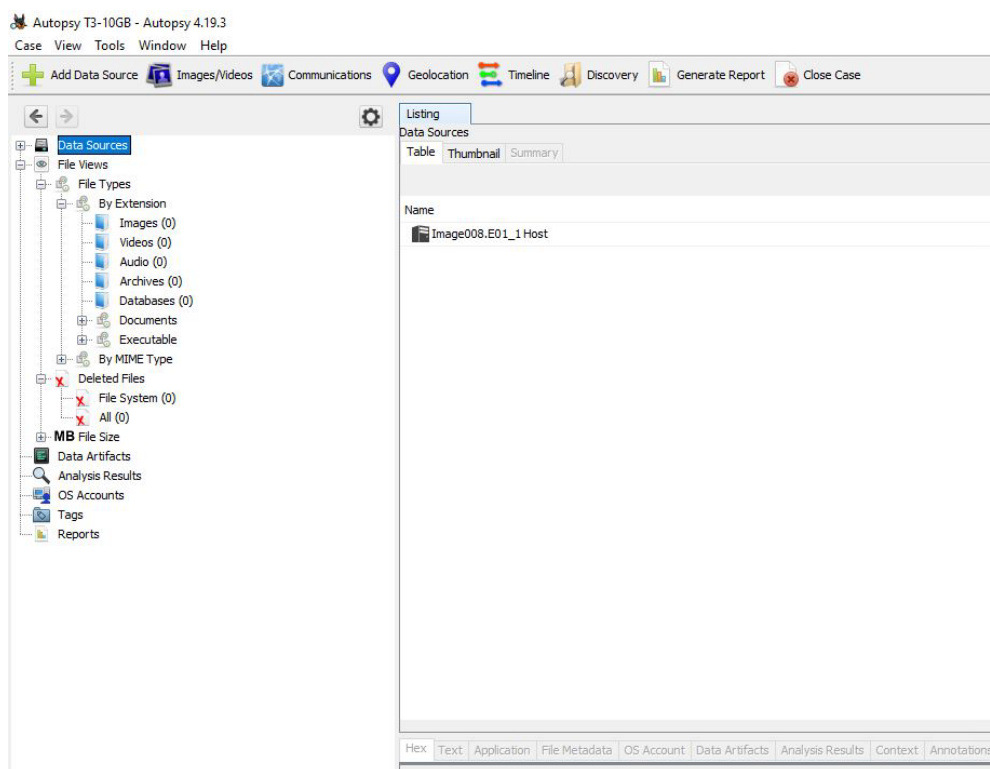 Autopsy T3-10GB - Autopsy 4.19.3
Case View Tools Window Help
Add Data Source Images/Videos Communications Geolocation Timeline Discovery Generate Report Close Case
Listing
Data Sources
Table Thumbnail Summary
Name
Image008.E01_1 Host
Data Sources
File Views
File Types
By Extension
Images (0)
Videos (0)
Audio (0)
Archives (0)
Databases (0)
Documents
Executable
By MIME Type
Deleted Files
File System (0)
All (0)
MB File Size
Data Artifacts
Analysis Results
OS Accounts
Tags
Reports
Hex Text Application File Metadata OS Account Data Artifacts Analysis Results Context Annotations